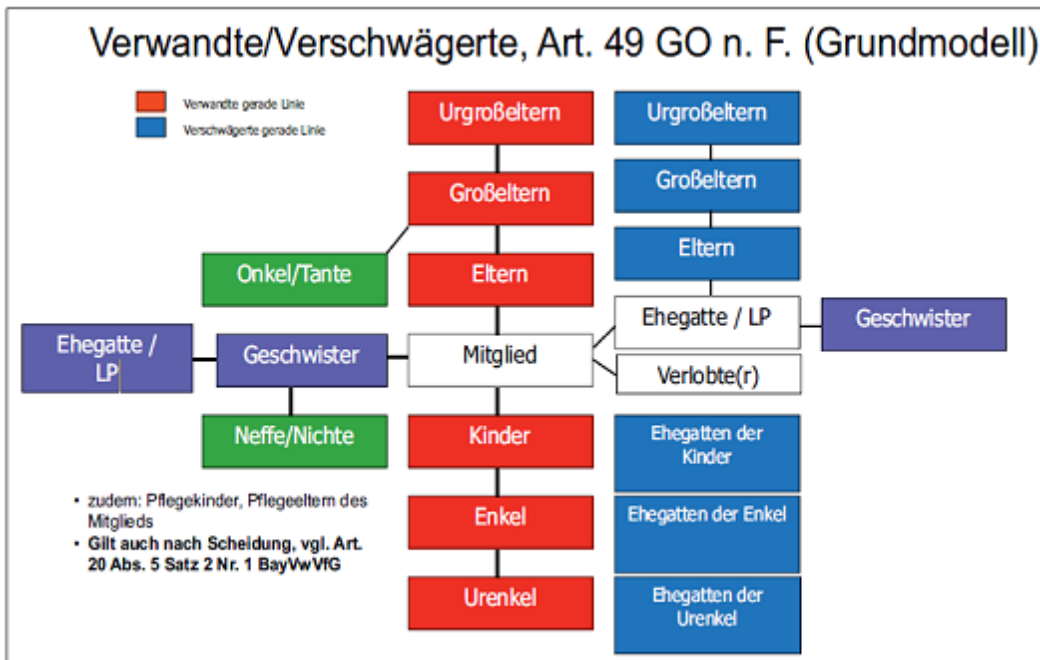 Verwandte/Verschwägerte, Art. 49 GO n. F. (Grundmodell)
Verwandte gerade Linie
Verschwägerte gerade Linie
Urgroßeltern
Urgroßeltern
Großeltern
Großeltern
Onkel/Tante
Eltern
Eltern
Ehegatte /
LP
Geschwister
Mitglied
Ehegatte / LP
Geschwister
Verlobte(r)
Neffe/Nichte
Kinder
Ehegatten der
Kinder
• zudem: Pflegekinder, Pflegeeltern des
Mitglieds
• Gilt auch nach Scheidung, vgl. Art.
20 Abs. 5 Satz 2 Nr. 1 BayVwVfG
Enkel
Ehegatten der Enkel
Urenkel
Ehegatten der
Urenkel